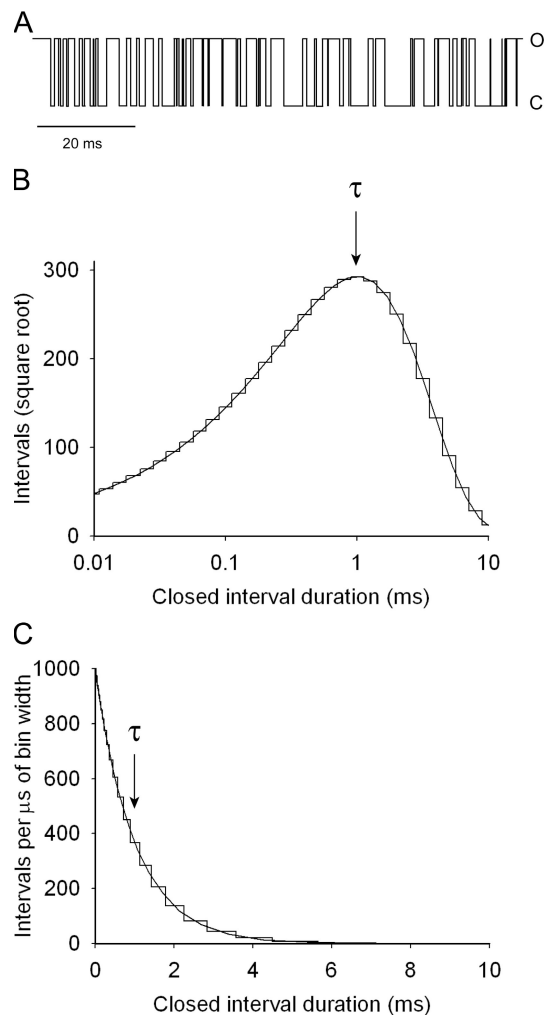 A
O
C
20 ms
B
τ
300
200
100
0
Intervals (square root)
0.01 0.1 1 10
Closed interval duration (ms)
C
1000
800
600
400
200
0
τ
Intervals per μs of bin width
0 2 4 6 8 10
Closed interval duration (ms)